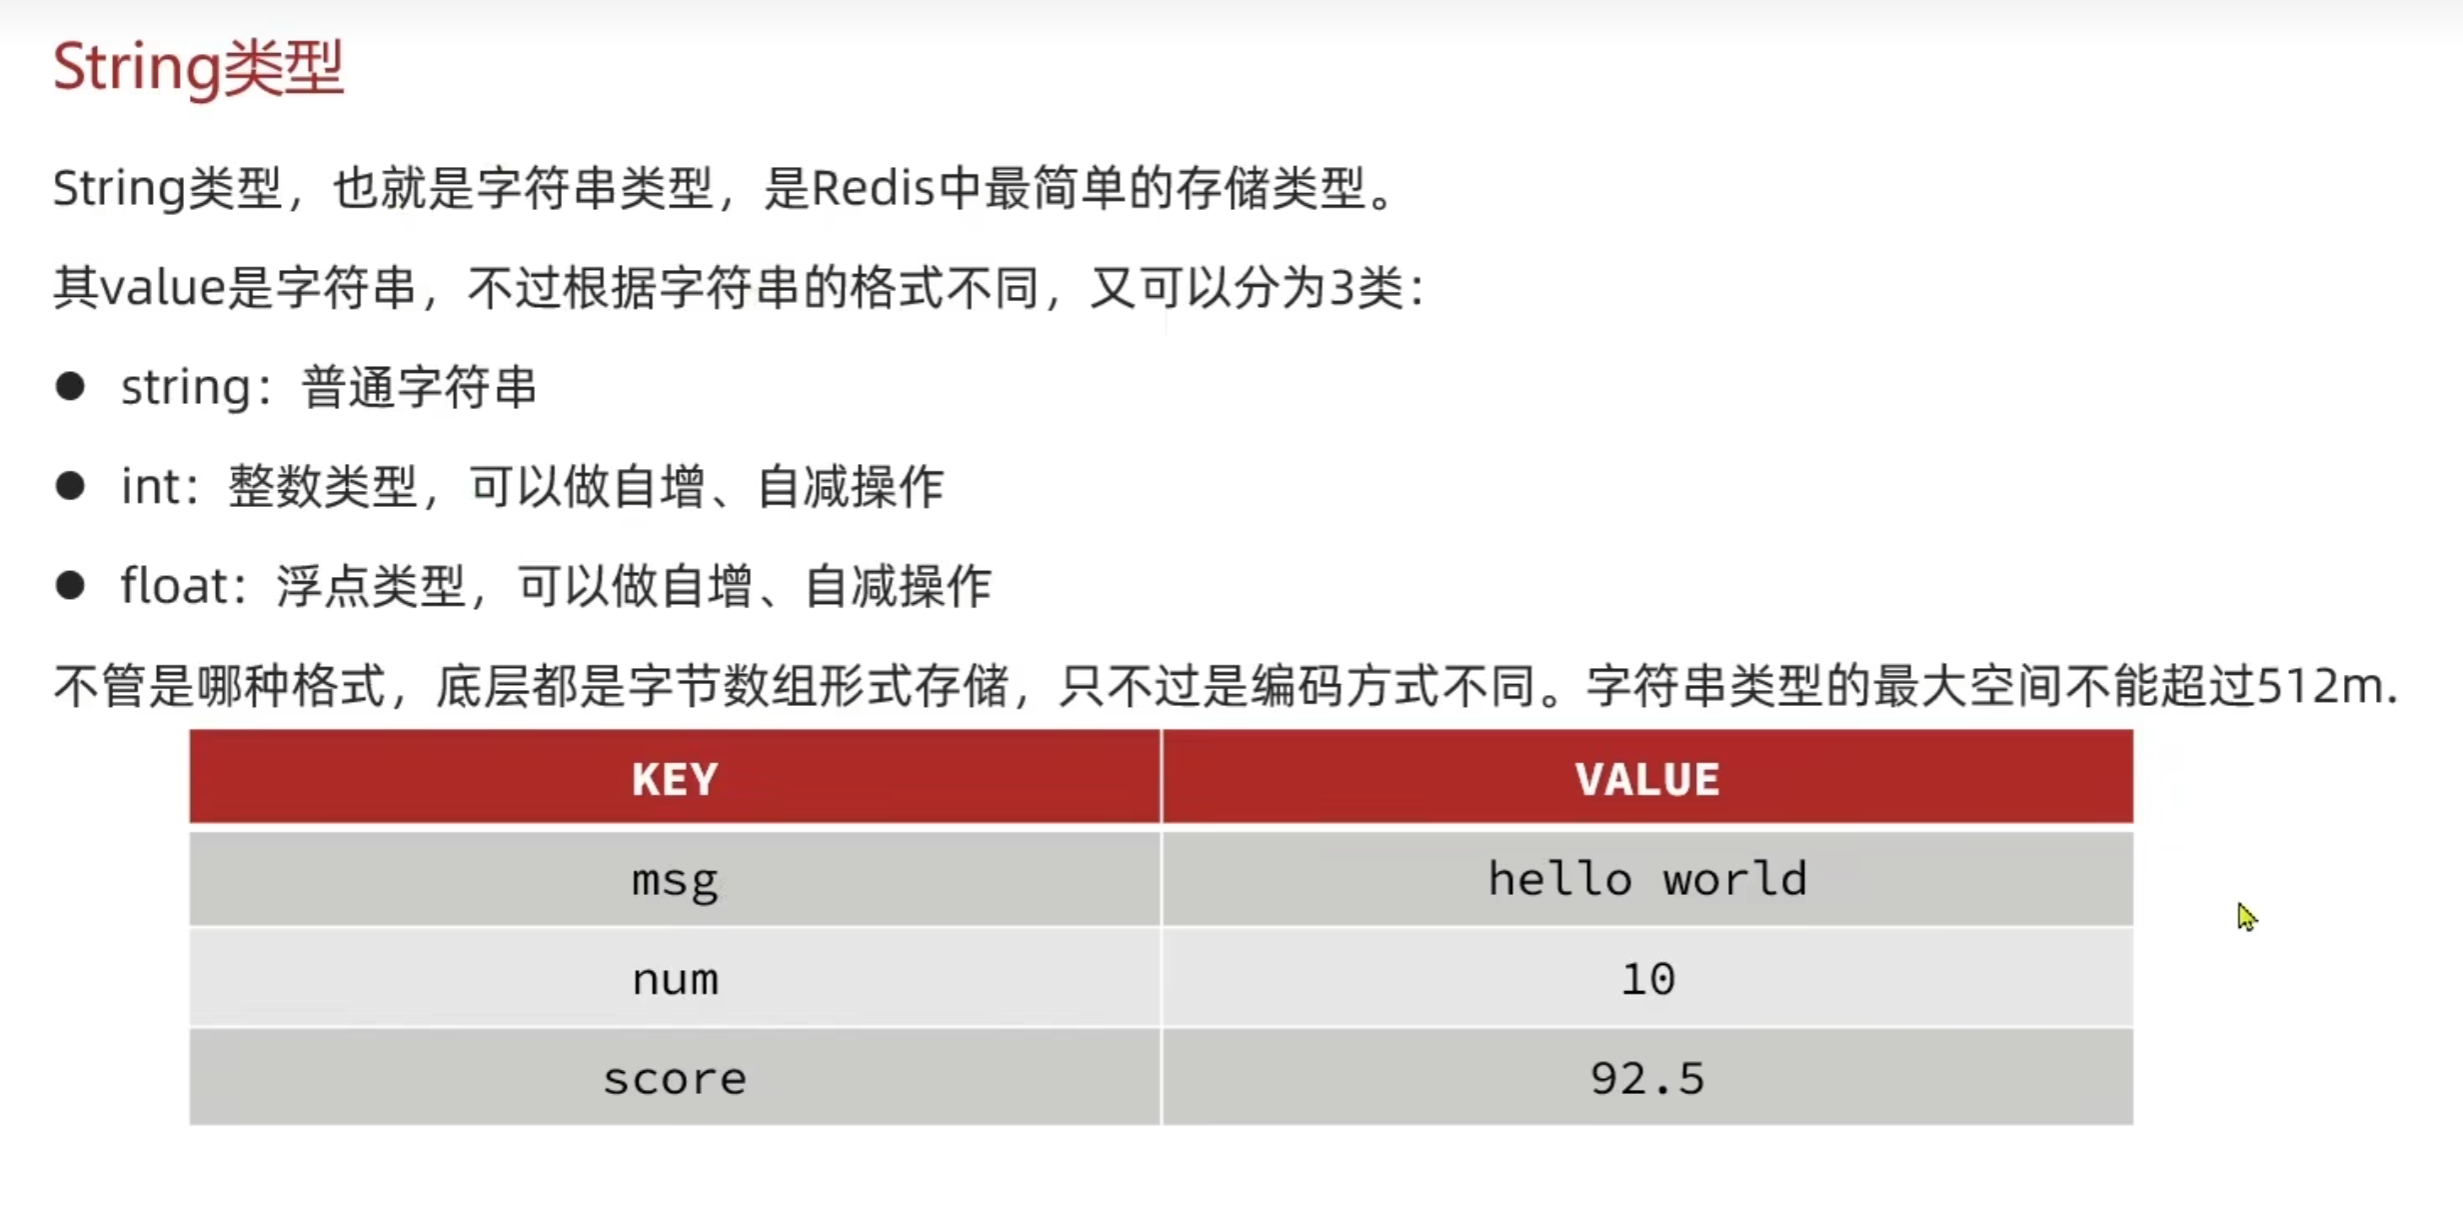 String类型
String类型，也就是字符串类型，是Redis中最简单的存储类型。
其value是字符串，不过根据字符串的格式不同，又可以分为3类：
● string：普通字符串
● int：整数类型，可以做自增、自减操作
● float：浮点类型，可以做自增、自减操作
不管是哪种格式，底层都是字节数组形式存储，只不过是编码方式不同。字符串类型的最大空间不能超过512m.
KEY VALUE
msg hello world
num 10
score 92.5